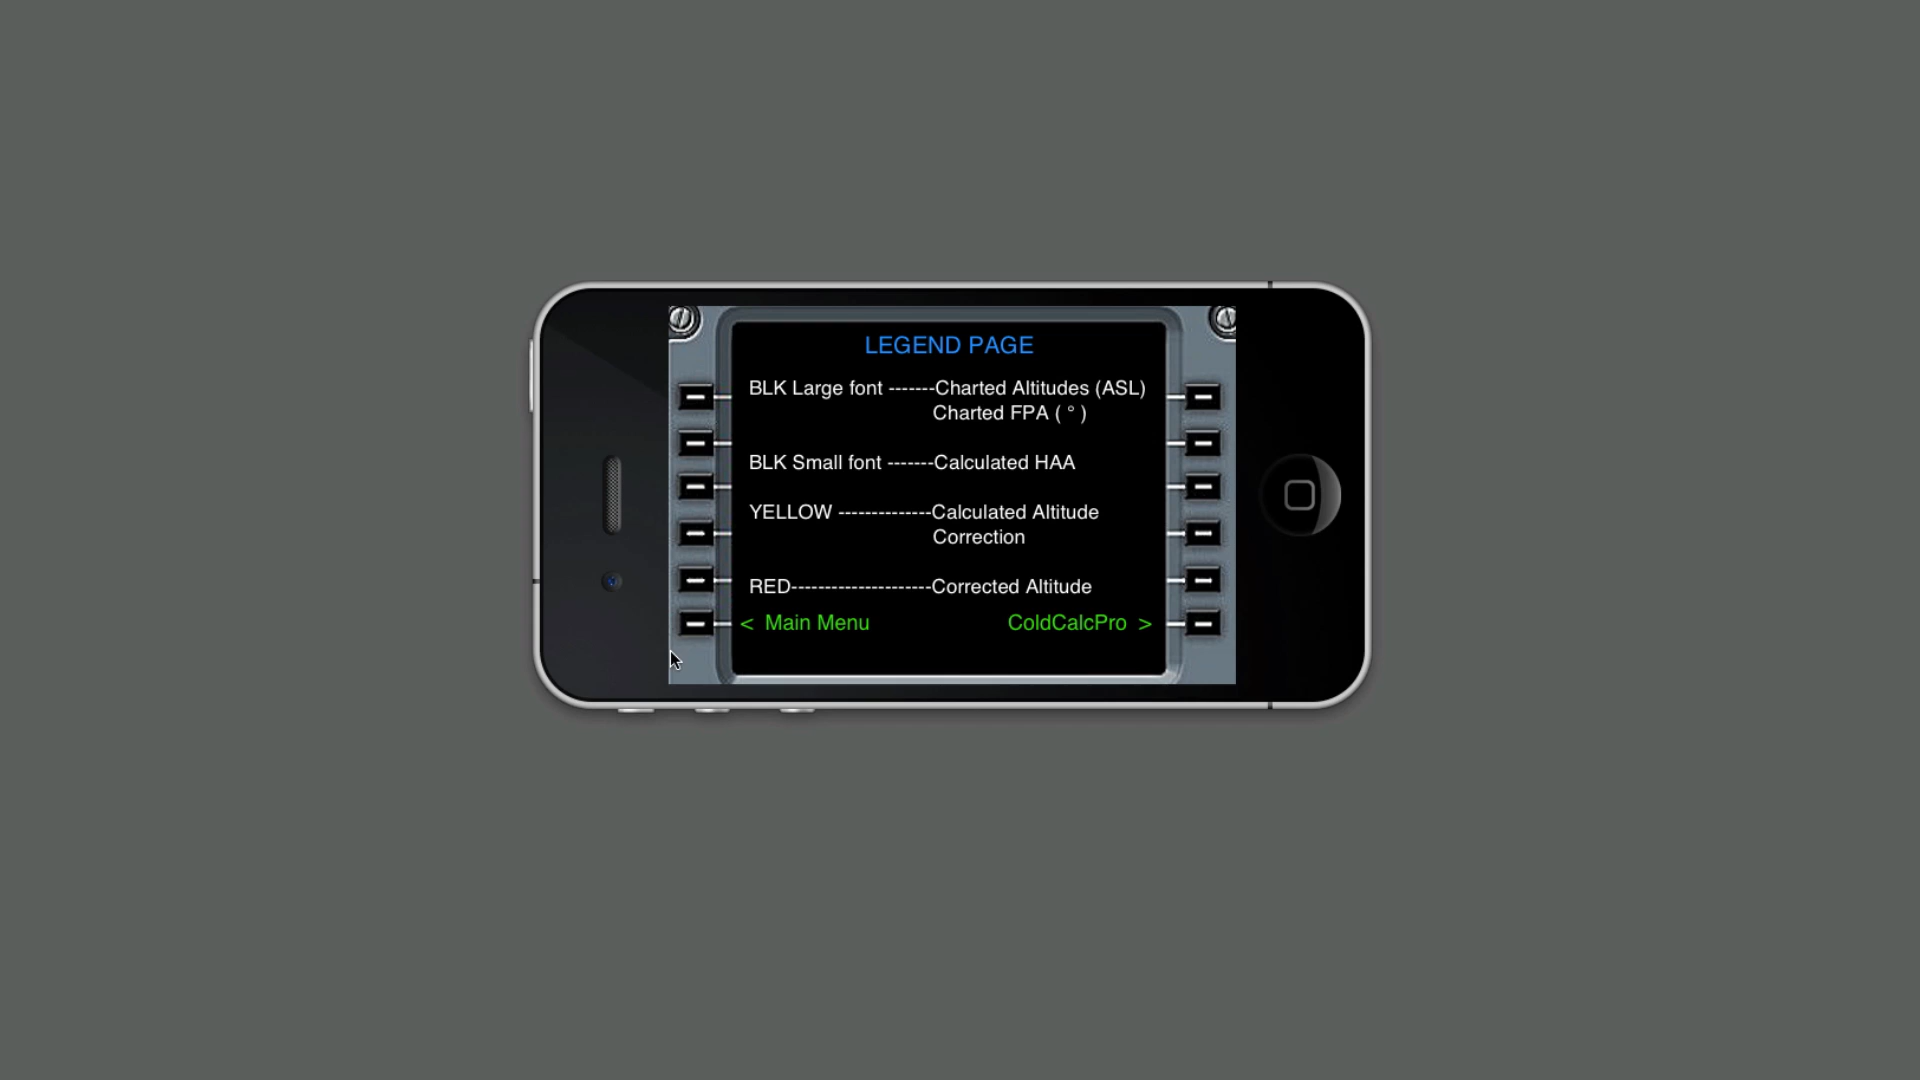 LEGEND PAGE
BLK Large font -------Charted Altitudes (ASL)
Charted FPA ( ° )
BLK Small font -------Calculated HAA
YELLOW --------------Calculated Altitude
Correction
RED---------------------Corrected Altitude
< Main Menu ColdCalcPro >